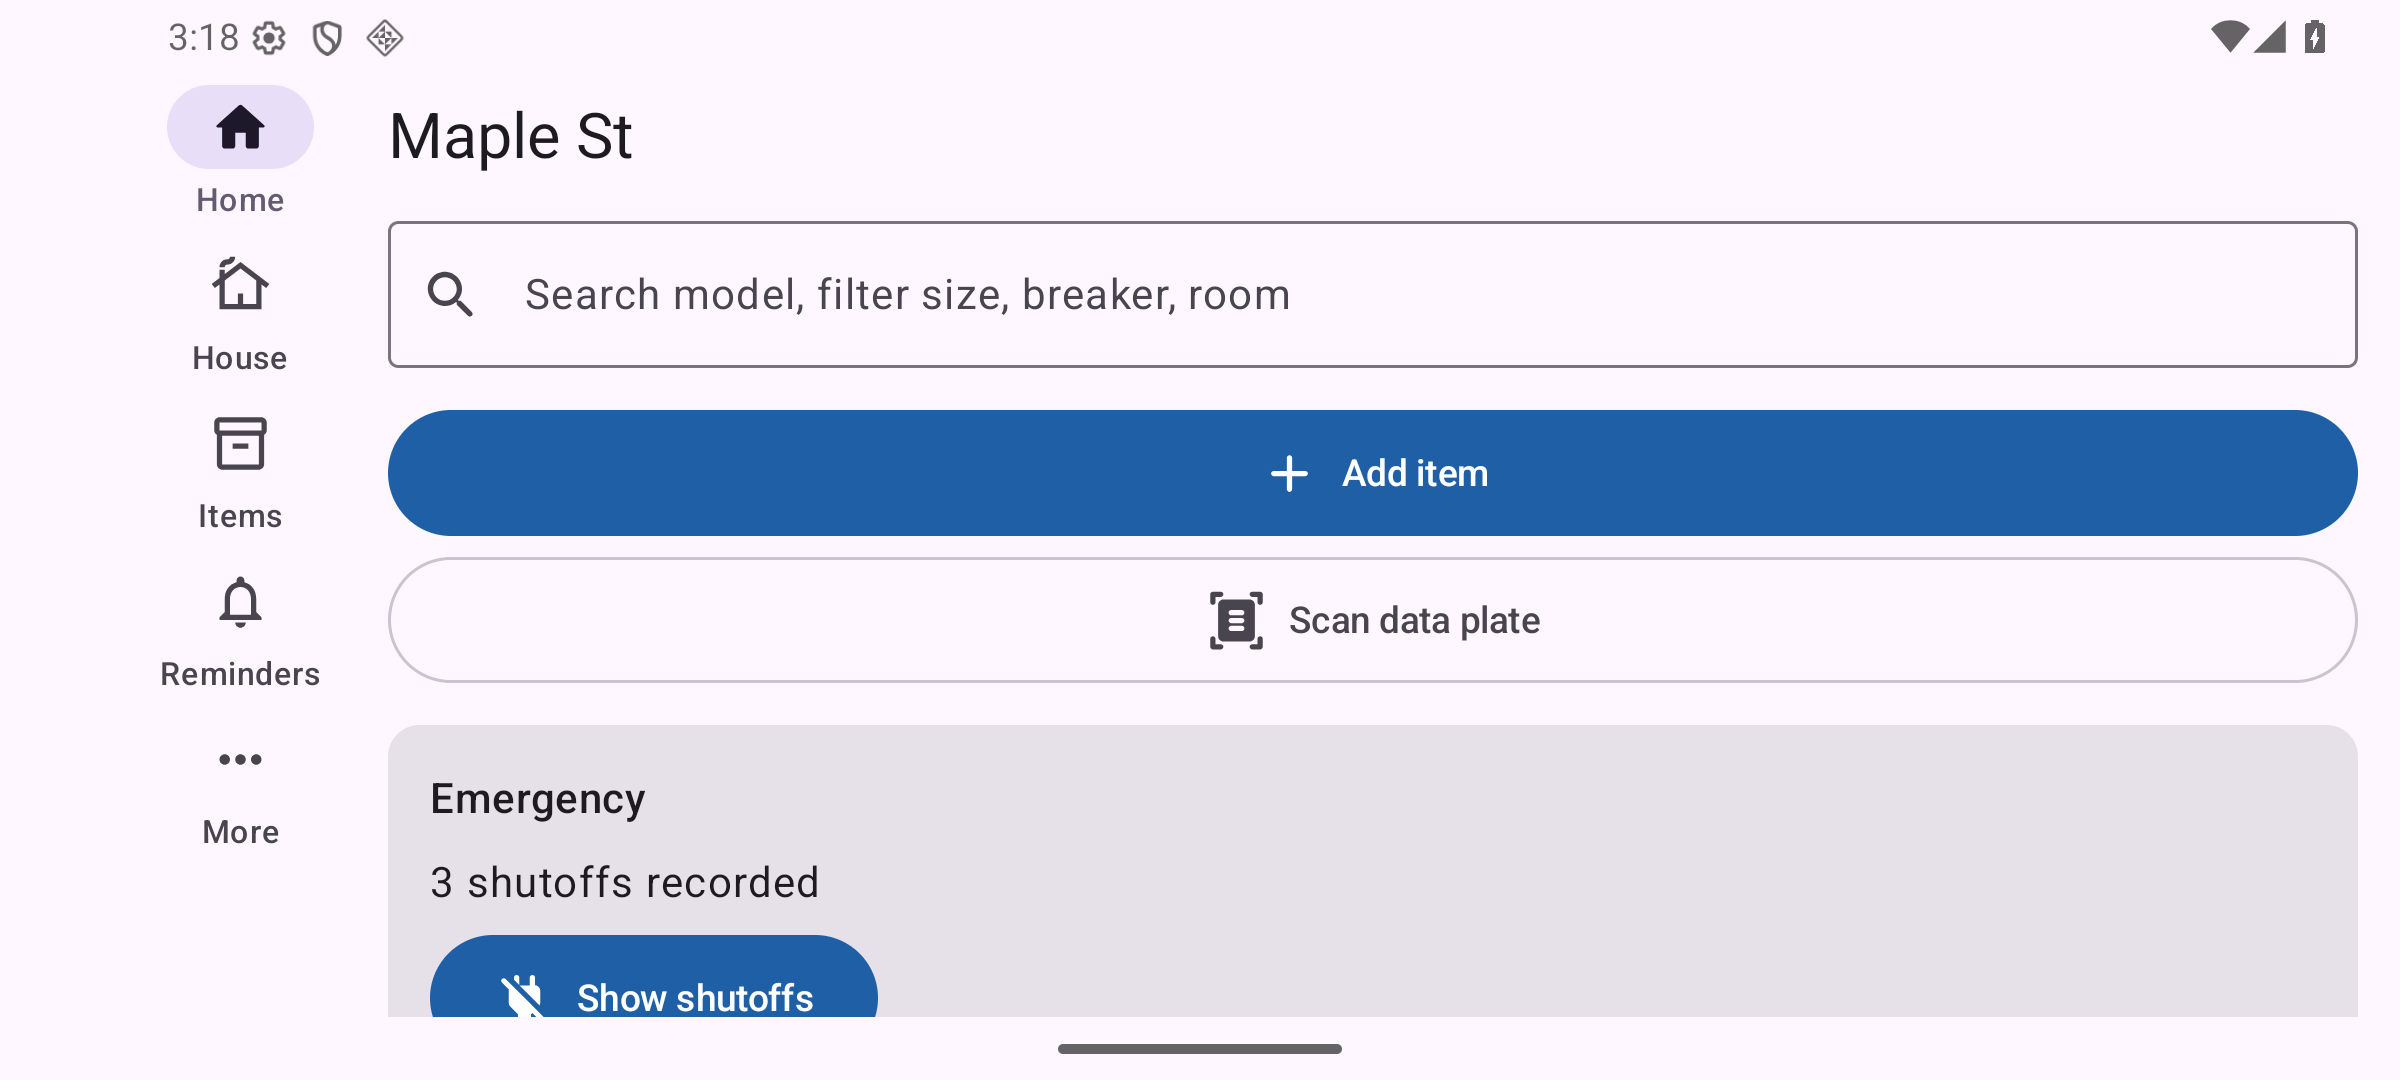 3:18
Home
House
Items
Reminders
More
Maple St
Search model, filter size, breaker, room
Add item
Scan data plate
Emergency
3 shutoffs recorded
Show shutoffs